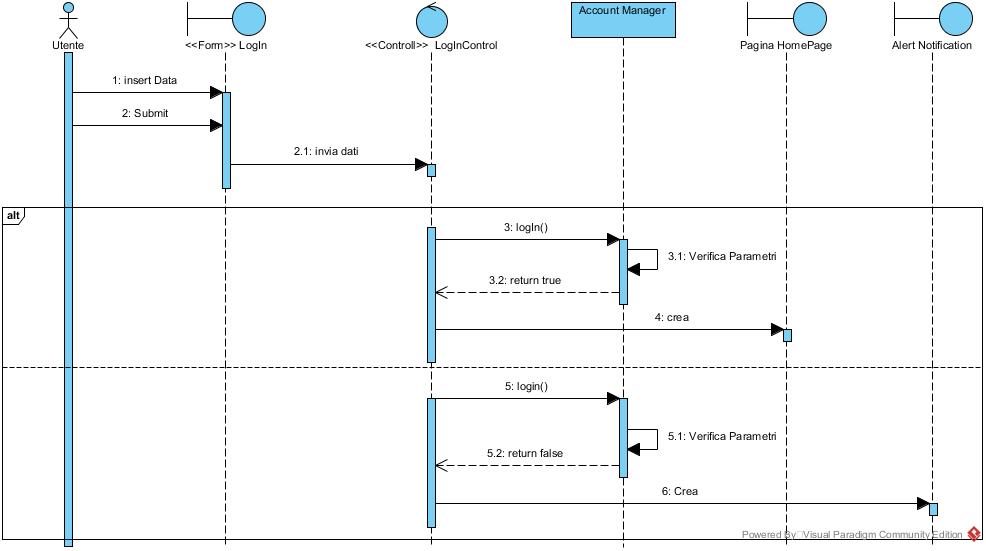 Utente
<<Form>> LogIn
<<Controll>> LogInControl
Account Manager
Pagina HomePage
Alert Notification
1: insert Data
2: Submit
2.1: invia dati
alt
3: logIn()
3.1: Verifica Parametri
3.2: return true
4: crea
5: login()
5.1: Verifica Parametri
5.2: return false
6: Crea
Powered By Visual Paradigm Community Edition